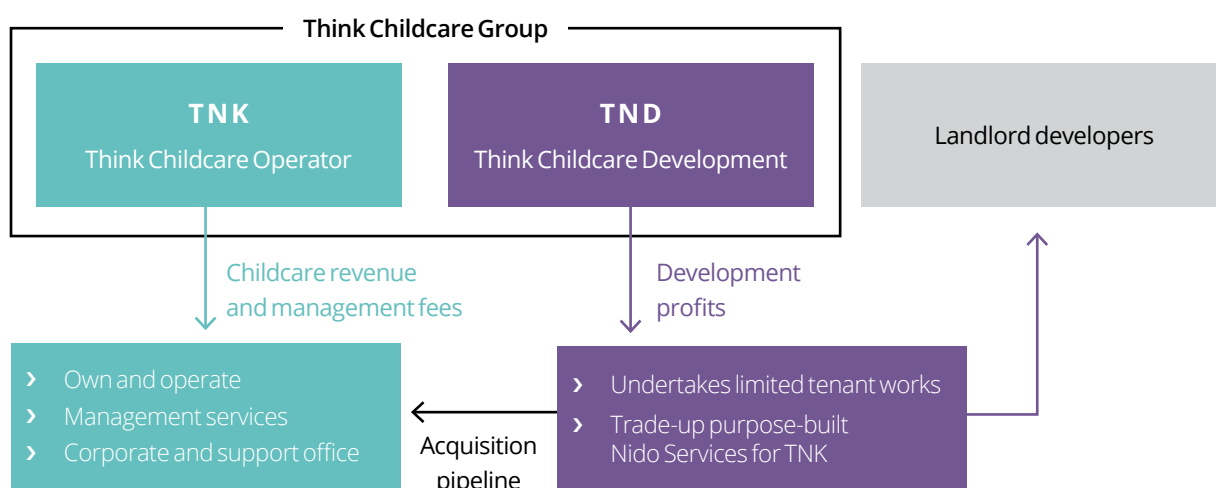 Think Childcare Group
TNK
Think Childcare Operator
TND
Think Childcare Development
Landlord developers
Childcare revenue
and management fees
Development
profits
› Own and operate
› Management services
› Corporate and support office
Acquisition
pipeline
› Undertakes limited tenant works
› Trade-up purpose-built
Nido Services for TNK